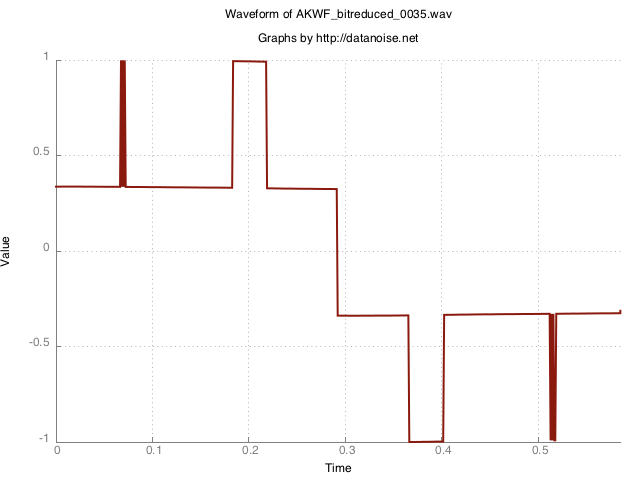 Waveform of AKWF_bitreduced_0035.wav
Graphs by http://datanoise.net
1
0.5
0
-0.5
-1
Value
0 0.1 0.2 0.3 0.4 0.5
Time